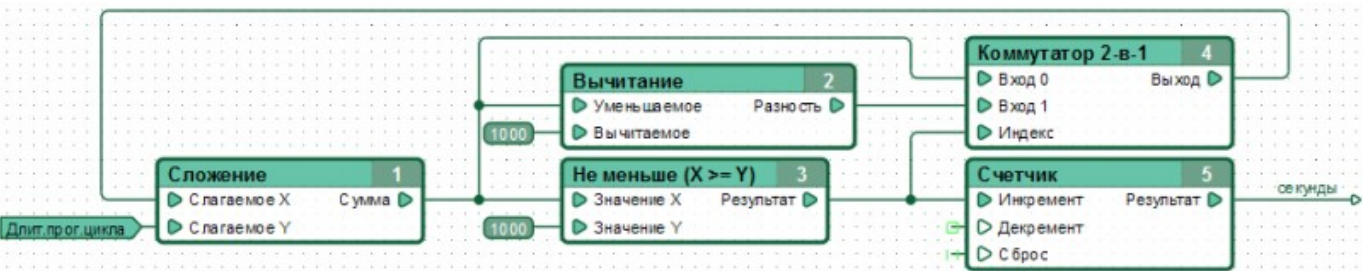 Коммутатор 2-в-1 4
Вход 0 Выход
Вход 1
Индекс
Вычитание 2
Уменьшаемое Разность
1000 Вычитаемое
Сложение 1
Слагаемое X Сумма
Длит.прог.цикла Слагаемое Y
Не меньше (X >= Y) 3
Значение X Результат
1000 Значение Y
Счетчик 5
Инкремент Результат секунды
Декремент
Сброс